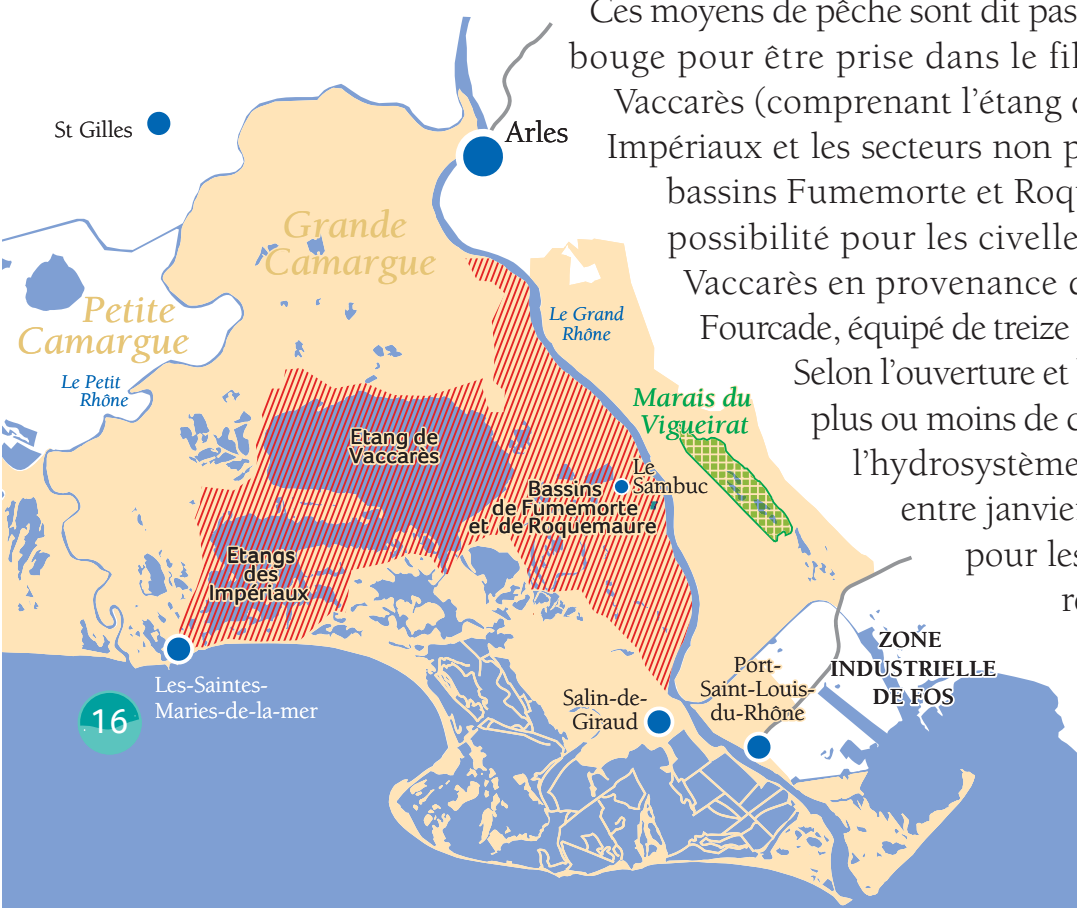 Ces moyens de pêche sont dit pas
bouge pour être prise dans le fil
Vaccarès (comprenant l'étang
Impériaux et les secteurs non p
bassins Fumemorte et Roq
possibilité pour les civelle
Vaccarès en provenance
Fourcade, équipé de treize
Selon l'ouverture et
plus ou moins de
l'hydrosystème
entre janvie
pour les
St Gilles
Arles
Grande
Camargue
Petite
Camargue
Le Petit
Rhône
Le Grand
Rhône
Marais du
Vigueirat
Etang de
Vaccarès
Le
Sambuc
Bassins
de Fumemorte
et de Roquemaure
Etangs
des
Impériaux
Les-Saintes-
Maries-de-la-mer
16
Salin-de-
Giraud
Port-
Saint-Louis-
du-Rhône
ZONE
INDUSTRIELLE
DE FOS